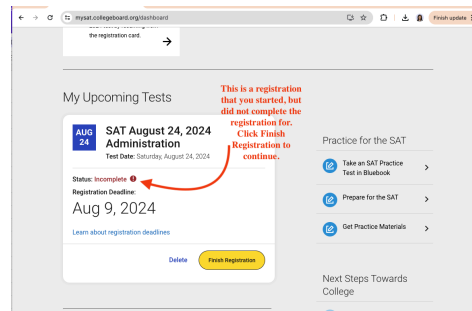 mysat.collegeboard.org/dashboard
Finish update
the registration card.
My Upcoming Tests
This is a registration
that you started, but
did not complete the
registration for.
Click Finish
Registration to
continue.
AUG
24
SAT August 24, 2024
Administration
Test Date: Saturday, August 24, 2024
Status: Incomplete
Registration Deadline:
Aug 9, 2024
Learn about registration deadlines
Delete
Finish Registration
Practice for the SAT
Take an SAT Practice
Test in Bluebook
Prepare for the SAT
Get Practice Materials
Next Steps Towards
College